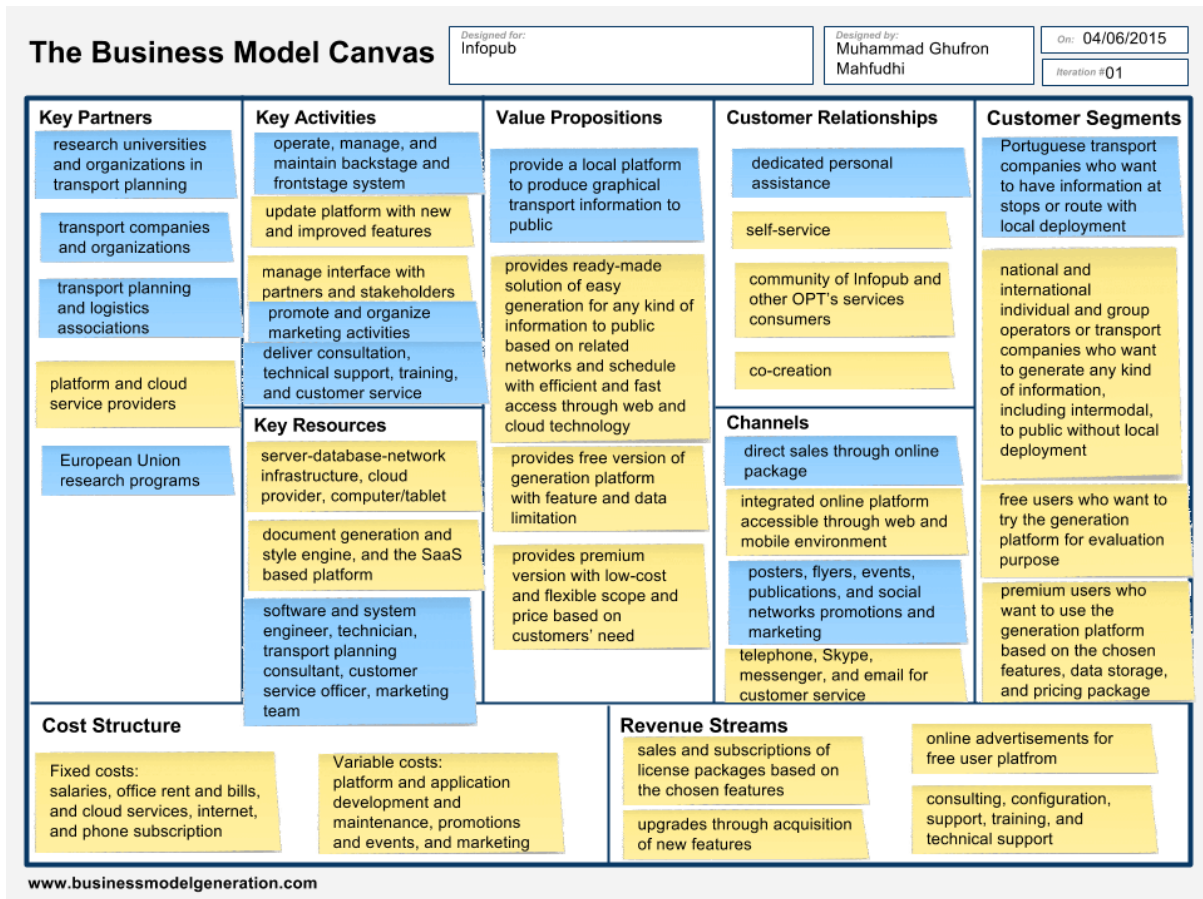 The Business Model Canvas
Designed for:
Infopub
Designed by:
Muhammad Ghufron
Mahfudhi
On: 04/06/2015
Iteration #01
Key Partners
research universities
and organizations in
transport planning
transport companies
and organizations
transport planning
and logistics
associations
platform and cloud
service providers
European Union
research programs
Key Activities
operate, manage, and
maintain backstage and
frontstage system
update platform with new
and improved features
manage interface with
partners and stakeholders
promote and organize
marketing activities
deliver consultation,
technical support, training,
and customer service
Key Resources
server-database-network
infrastructure, cloud
provider, computer/tablet
document generation and
style engine, and the SaaS
based platform
software and system
engineer, technician,
transport planning
consultant, customer
service officer, marketing
team
Value Propositions
provide a local platform
to produce graphical
transport information to
public
provides ready-made
solution of easy
generation for any kind of
information to public
based on related
networks and schedule
with efficient and fast
access through web and
cloud technology
provides free version of
generation platform
with feature and data
limitation
provides premium
version with low-cost
and flexible scope and
price based on
customers' need
Customer Relationships
dedicated personal
assistance
self-service
community of Infopub and
other OPT's services
consumers
co-creation
Channels
direct sales through online
package
integrated online platform
accessible through web and
mobile environment
posters, flyers, events,
publications, and social
networks promotions and
marketing
telephone, Skype,
messenger, and email for
customer service
Customer Segments
Portuguese transport
companies who want
to have information at
stops or route with
local deployment
national and
international
individual and group
operators or transport
companies who want
to generate any kind
of information,
including intermodal,
to public without local
deployment
free users who want to
try the generation
platform for evaluation
purpose
premium users who
want to use the
generation platform
based on the chosen
features, data storage,
and pricing package
Cost Structure
Fixed costs:
salaries, office rent and bills,
and cloud services, internet,
and phone subscription
Variable costs:
platform and application
development and
maintenance, promotions
and events, and marketing
Revenue Streams
sales and subscriptions of
license packages based on
the chosen features
upgrades through acquisition
of new features
online advertisements for
free user platfrom
consulting, configuration,
support, training, and
technical support
www.businessmodelgeneration.com